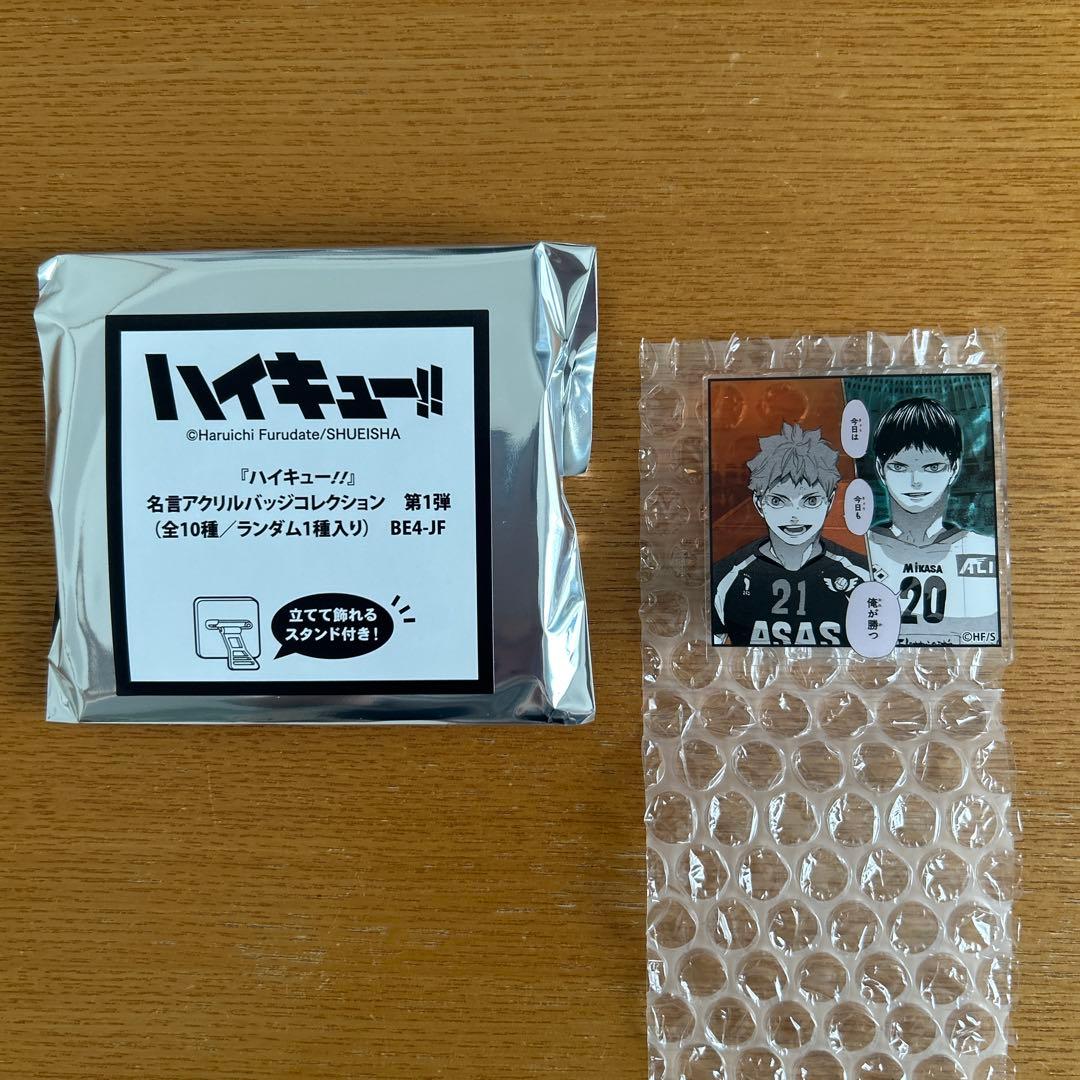 ハイキュー!!
©Haruichi Furudate/SHUEISHA
『ハイキュー!!』
名言アクリルバッジコレクション 第1弾
(全10種/ランダム1種入り) BE4-JF
立てて飾れる
スタンド付き!
今日は
今日も
俺が勝つ
21
ASAS
MIKASA
20
ALI
©HF/S